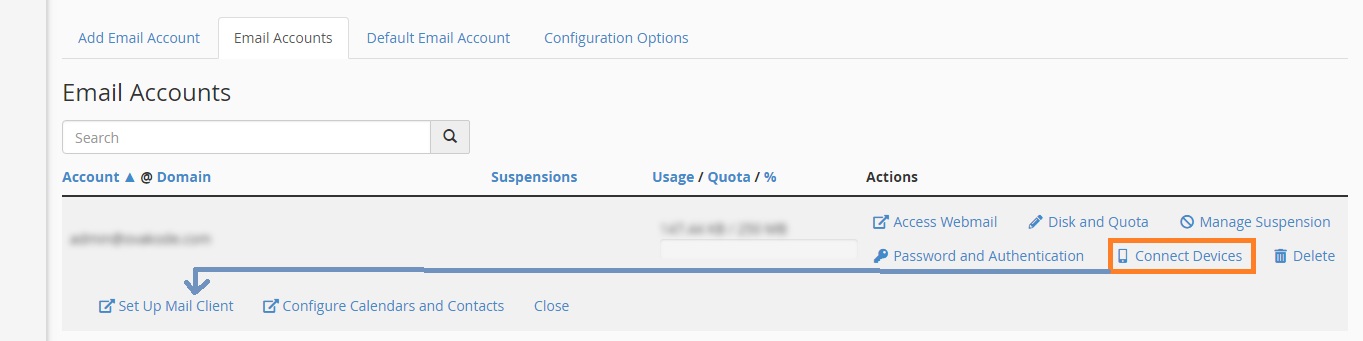 Add Email Account Email Accounts Default Email Account Configuration Options
Email Accounts
Search
Account ▲ @ Domain Suspensions Usage / Quota / % Actions
Access Webmail Disk and Quota Manage Suspension
Password and Authentication Connect Devices Delete
Set Up Mail Client Configure Calendars and Contacts Close